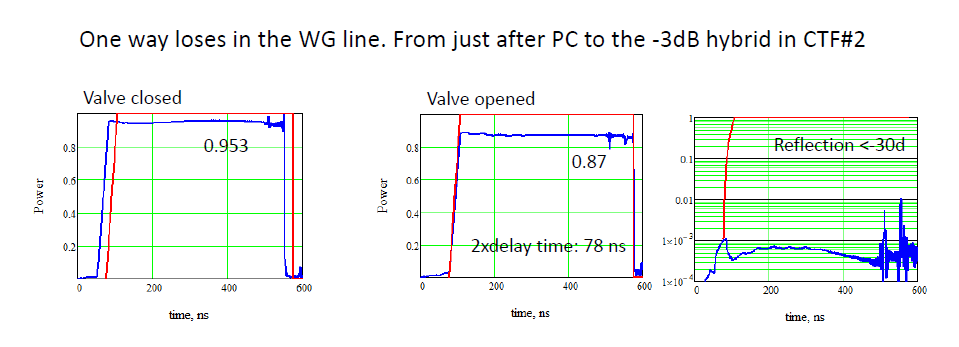 One way loses in the WG line. From just after PC to the -3dB hybrid in CTF#2
Valve closed
0.953
Power
0.8
0.6
0.4
0.2
0 200 400 600
time, ns
Valve opened
0.87
2xdelay time: 78 ns
Power
0.8
0.6
0.4
0.2
0 200 400 600
time, ns
Reflection <-30d
1
0.1
0.01
1×10⁻³
1×10⁻⁴
0 200 400 600
time, ns